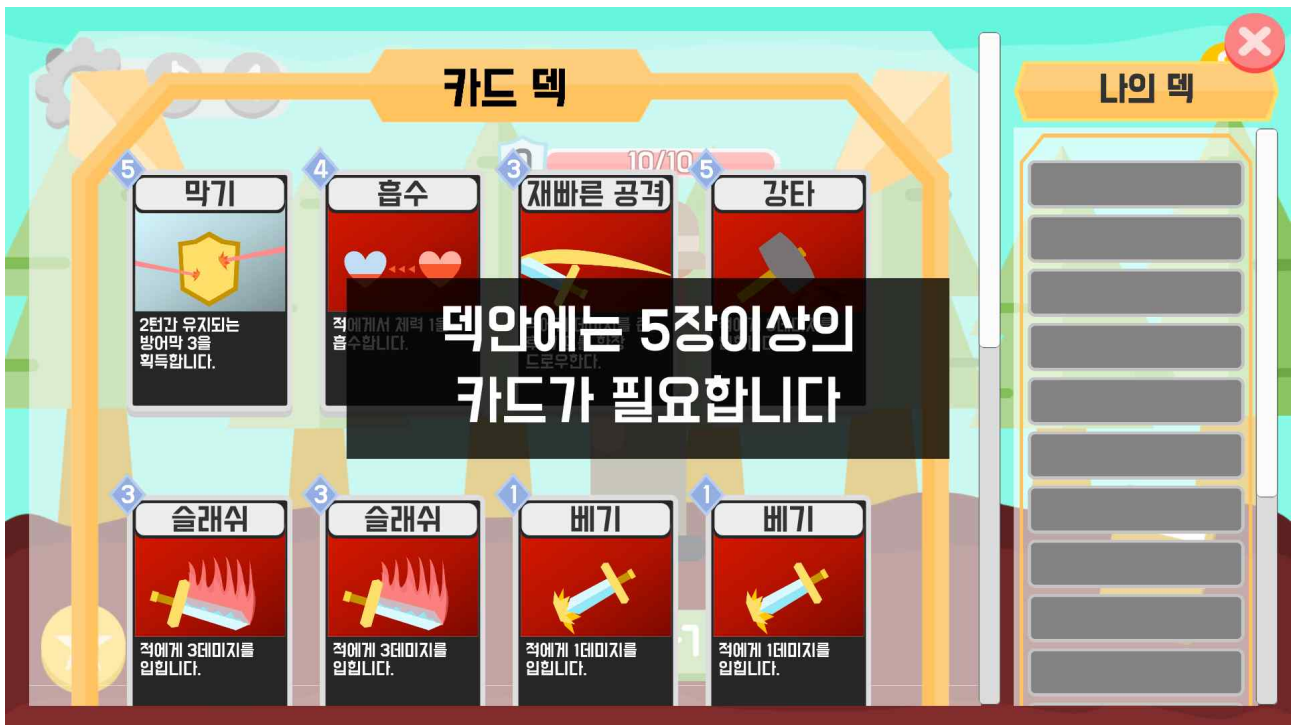 카드 덱
나의 덱
10/10
5
막기
2턴간 유지되는
방어막 3을
획득합니다.
4
흡수
적에게서 체력 1을
흡수합니다.
3
재빠른 공격
드로우한다.
5
강타
덱안에는 5장이상의
카드가 필요합니다
3
슬래쉬
적에게 3데미지를
입힙니다.
3
슬래쉬
적에게 3데미지를
입힙니다.
1
베기
적에게 1데미지를
입힙니다.
1
베기
적에게 1데미지를
입힙니다.